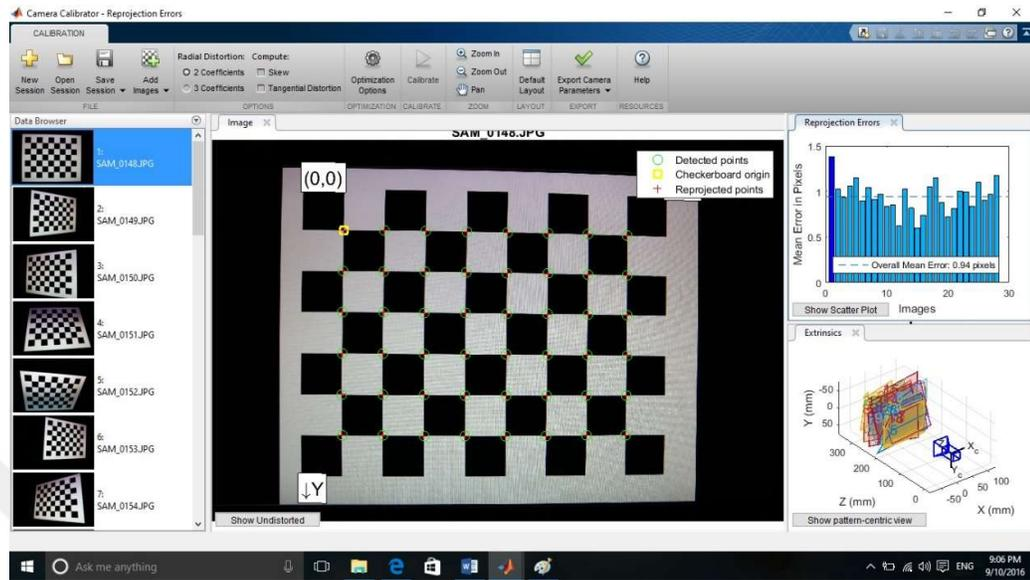 Camera Calibrator - Reprojection Errors
CALIBRATION
New Session
Open Session
Save Session
Add Images
FILE
Radial Distortion: Compute:
2 Coefficients Skew
3 Coefficients Tangential Distortion
OPTIONS
Optimization Options
OPTIMIZATION
Calibrate
CALIBRATE
Zoom In
Zoom Out
Pan
ZOOM
Default Layout
LAYOUT
Export Camera Parameters
EXPORT
Help
RESOURCES
Data Browser
1:
SAM_0148.JPG
2:
SAM_0149.JPG
3:
SAM_0150.JPG
4:
SAM_0151.JPG
5:
SAM_0152.JPG
6:
SAM_0153.JPG
7:
SAM_0154.JPG
Image
SAM_0148.JPG
(0,0)
Detected points
Checkerboard origin
Reprojected points
↓Y
Show Undistorted
Reprojection Errors
Mean Error in Pixels
1.5
1
0.5
0
Overall Mean Error: 0.94 pixels
0 10 20 30
Show Scatter Plot
Images
Extrinsics
Y (mm)
-50
0
50
300
200
100
0
Z (mm)
-50 0 50 100
X (mm)
Xc
Yc
Show pattern-centric view
Ask me anything
ENG
9:06 PM
9/10/2016